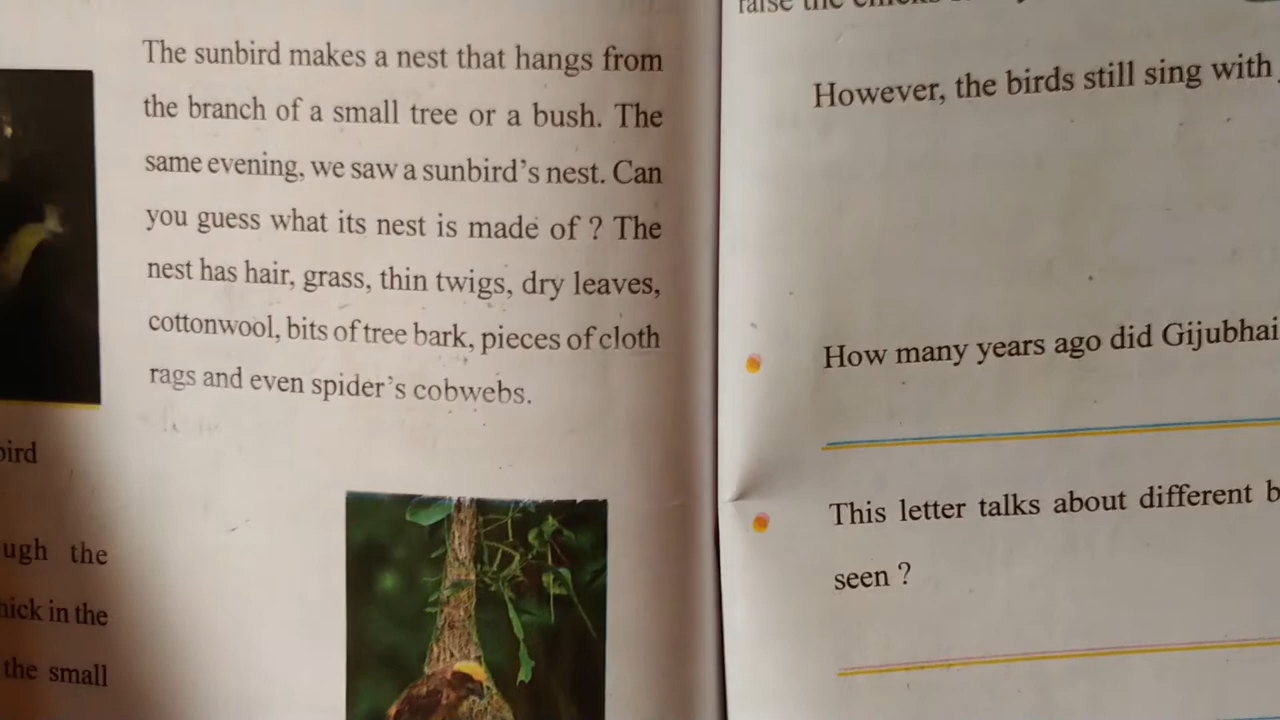 The sunbird makes a nest that hangs from
the branch of a small tree or a bush. The
same evening, we saw a sunbird's nest. Can
you guess what its nest is made of ? The
nest has hair, grass, thin twigs, dry leaves,
cottonwool, bits of tree bark, pieces of cloth
rags and even spider's cobwebs.
the
in the
the small
raise the chicks
However, the birds still sing with
How many years ago did Gijubhai
This letter talks about different
seen ?